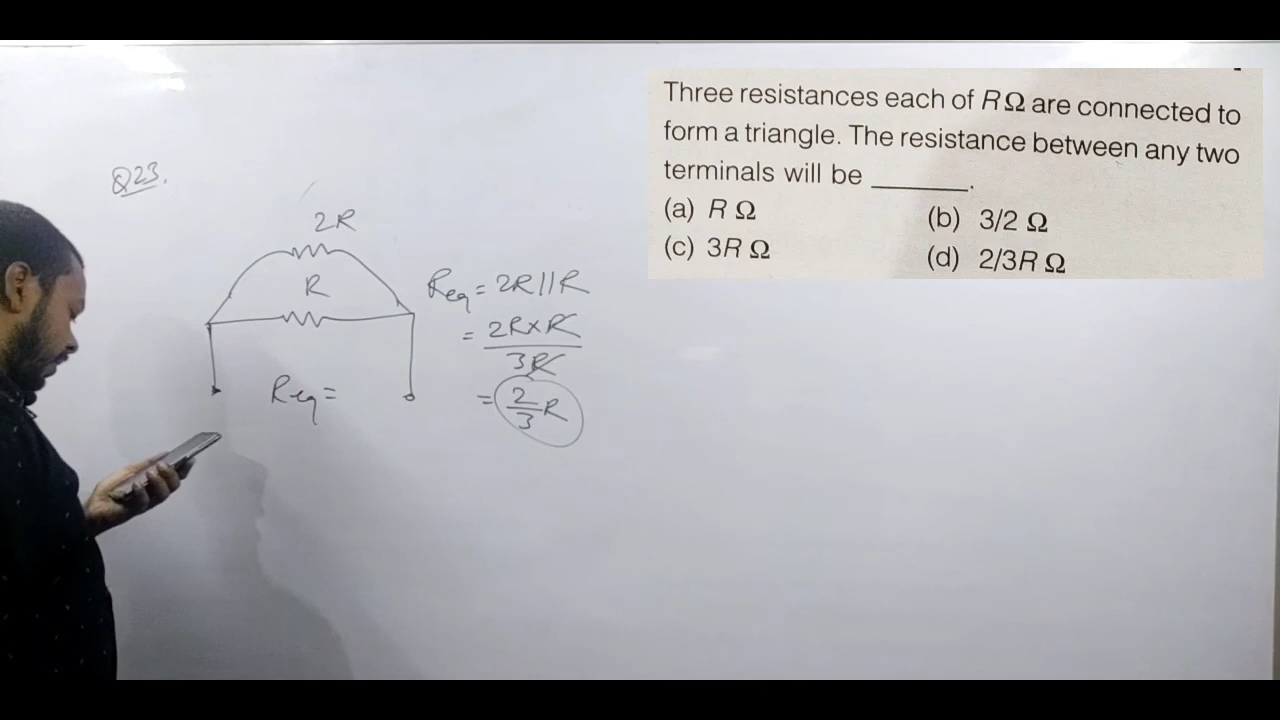 Three resistances each of R Ω are connected to
form a triangle. The resistance between any two
terminals will be ______.
(a) R Ω (b) 3/2 Ω
(c) 3R Ω (d) 2/3R Ω
Q23.
2R
R
Req = 2R//R
= 2R×R
3R
= 2/3 R
Req =